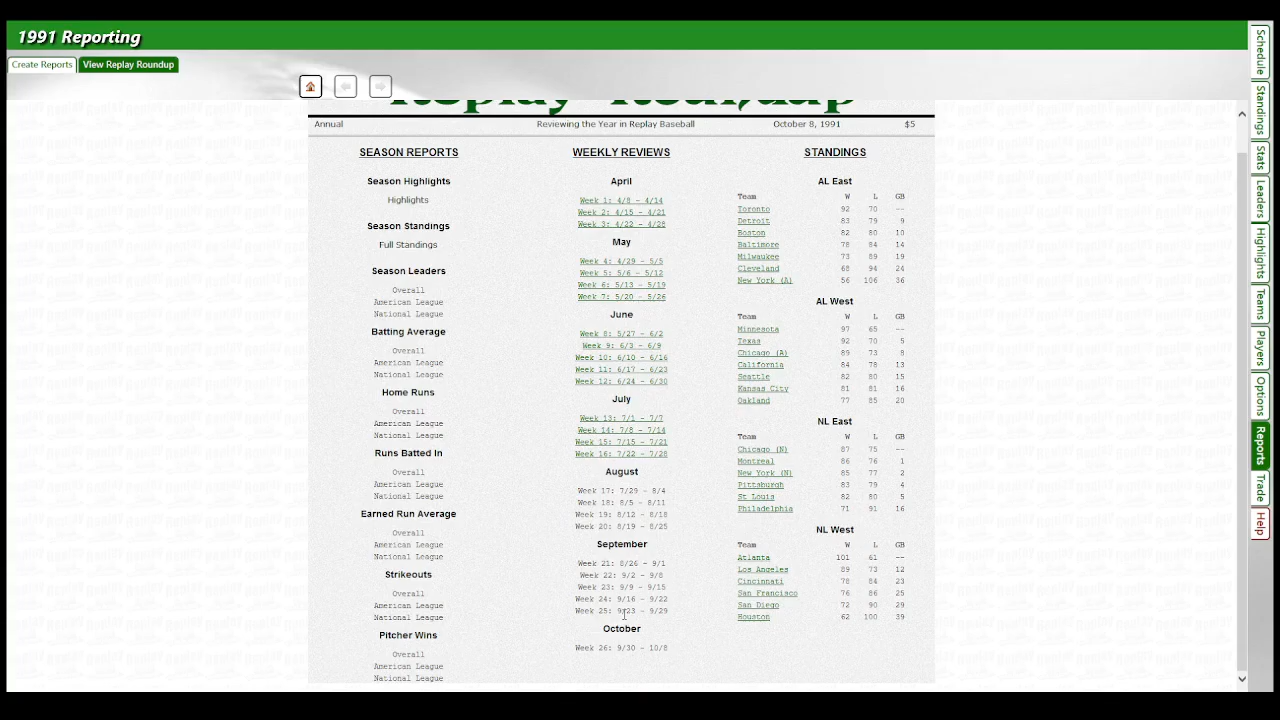 1991 Reporting
Create Reports View Replay Roundup
Replay Roundup
Annual Reviewing the Year in Replay Baseball October 8, 1991 $5
SEASON REPORTS
Season Highlights
Highlights
Season Standings
Full Standings
Season Leaders
Overall
American League
National League
Batting Average
Overall
American League
National League
Home Runs
Overall
American League
National League
Runs Batted In
Overall
American League
National League
Earned Run Average
Overall
American League
National League
Strikeouts
Overall
American League
National League
Pitcher Wins
Overall
American League
National League
WEEKLY REVIEWS
April
Week 1: 4/8 - 4/14
Week 2: 4/15 - 4/21
Week 3: 4/22 - 4/28
May
Week 4: 4/29 - 5/5
Week 5: 5/6 - 5/12
Week 6: 5/13 - 5/19
Week 7: 5/20 - 5/26
June
Week 8: 5/27 - 6/2
Week 9: 6/3 - 6/9
Week 10: 6/10 - 6/16
Week 11: 6/17 - 6/23
Week 12: 6/24 - 6/30
July
Week 13: 7/1 - 7/7
Week 14: 7/8 - 7/14
Week 15: 7/15 - 7/21
Week 16: 7/22 - 7/28
August
Week 17: 7/29 - 8/4
Week 18: 8/5 - 8/11
Week 19: 8/12 - 8/18
Week 20: 8/19 - 8/25
September
Week 21: 8/26 - 9/1
Week 22: 9/2 - 9/8
Week 23: 9/9 - 9/15
Week 24: 9/16 - 9/22
Week 25: 9/23 - 9/29
October
Week 26: 9/30 - 10/8
STANDINGS
AL East
Team W L GB
Toronto 92 70 --
Detroit 83 79 9
Boston 82 80 10
Baltimore 78 84 14
Milwaukee 73 89 19
Cleveland 68 94 24
New York (A) 56 106 36
AL West
Team W L GB
Minnesota 97 65 --
Texas 92 70 5
Chicago (A) 89 73 8
California 84 78 13
Seattle 82 80 15
Kansas City 81 81 16
Oakland 77 85 20
NL East
Team W L GB
Chicago (N) 87 75 --
Montreal 86 76 1
New York (N) 85 77 2
Pittsburgh 83 79 4
St Louis 82 80 5
Philadelphia 71 91 16
NL West
Team W L GB
Atlanta 101 61 --
Los Angeles 89 73 12
Cincinnati 78 84 23
San Francisco 76 86 25
San Diego 72 90 29
Houston 62 100 39
Schedule
Standings
Stats
Leaders
Highlights
Teams
Players
Options
Reports
Trade
Help